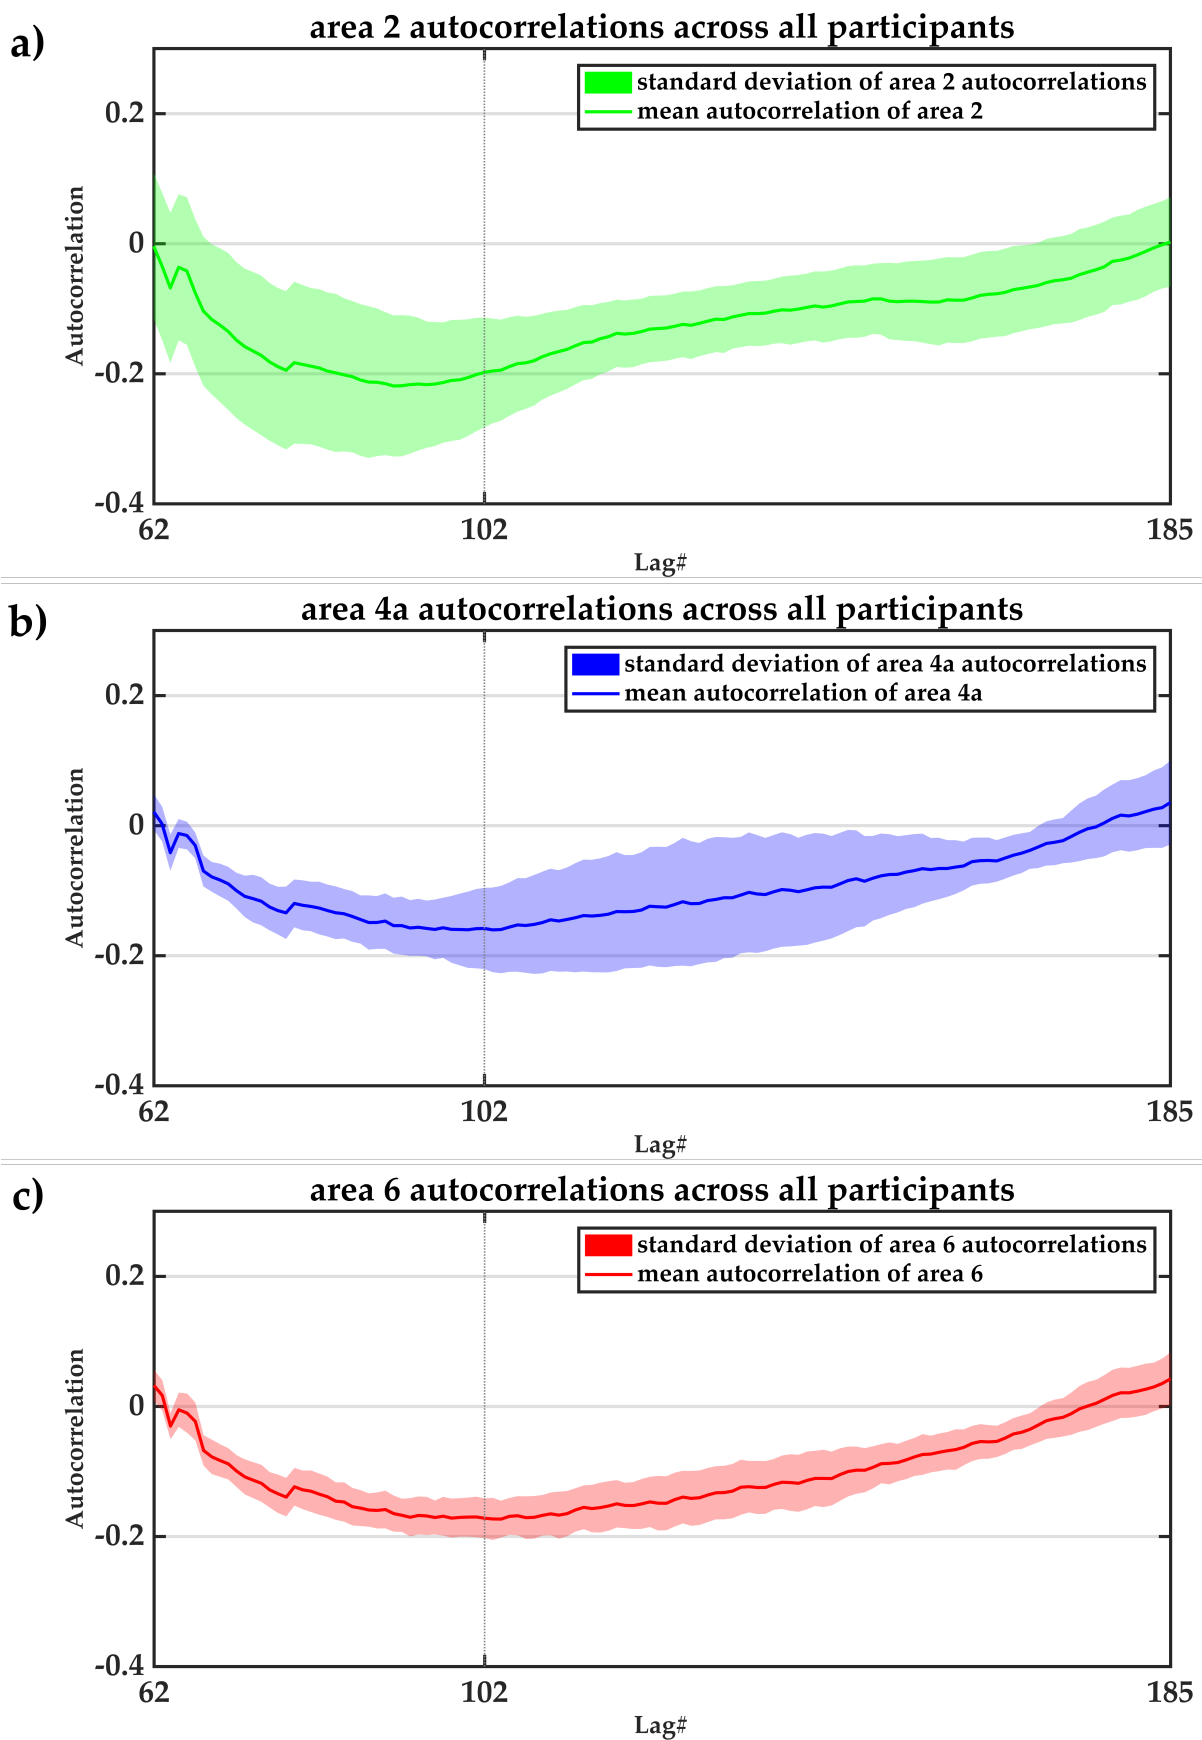 a)
area 2 autocorrelations across all participants
standard deviation of area 2 autocorrelations
mean autocorrelation of area 2
Autocorrelation
0.2
0
-0.2
-0.4
62 102 185
Lag#
b)
area 4a autocorrelations across all participants
standard deviation of area 4a autocorrelations
mean autocorrelation of area 4a
Autocorrelation
0.2
0
-0.2
-0.4
62 102 185
Lag#
c)
area 6 autocorrelations across all participants
standard deviation of area 6 autocorrelations
mean autocorrelation of area 6
Autocorrelation
0.2
0
-0.2
-0.4
62 102 185
Lag#